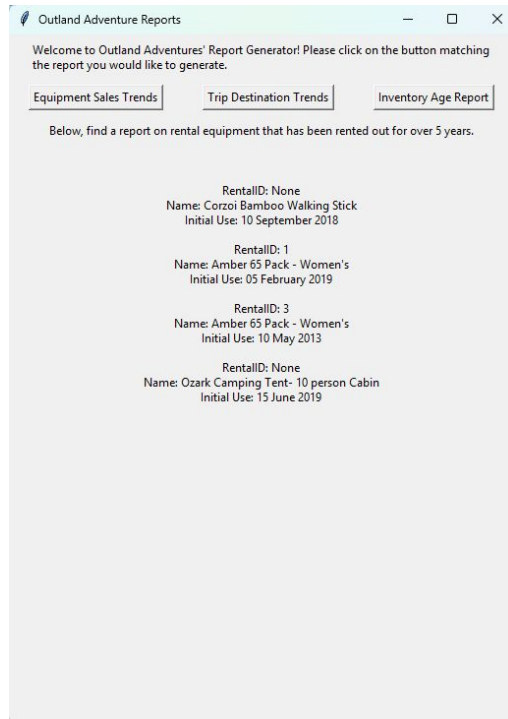 Outland Adventure Reports
Welcome to Outland Adventures' Report Generator! Please click on the button matching
the report you would like to generate.
Equipment Sales Trends
Trip Destination Trends
Inventory Age Report
Below, find a report on rental equipment that has been rented out for over 5 years.
RentalID: None
Name: Corzoi Bamboo Walking Stick
Initial Use: 10 September 2018
RentalID: 1
Name: Amber 65 Pack - Women's
Initial Use: 05 February 2019
RentalID: 3
Name: Amber 65 Pack - Women's
Initial Use: 10 May 2013
RentalID: None
Name: Ozark Camping Tent- 10 person Cabin
Initial Use: 15 June 2019